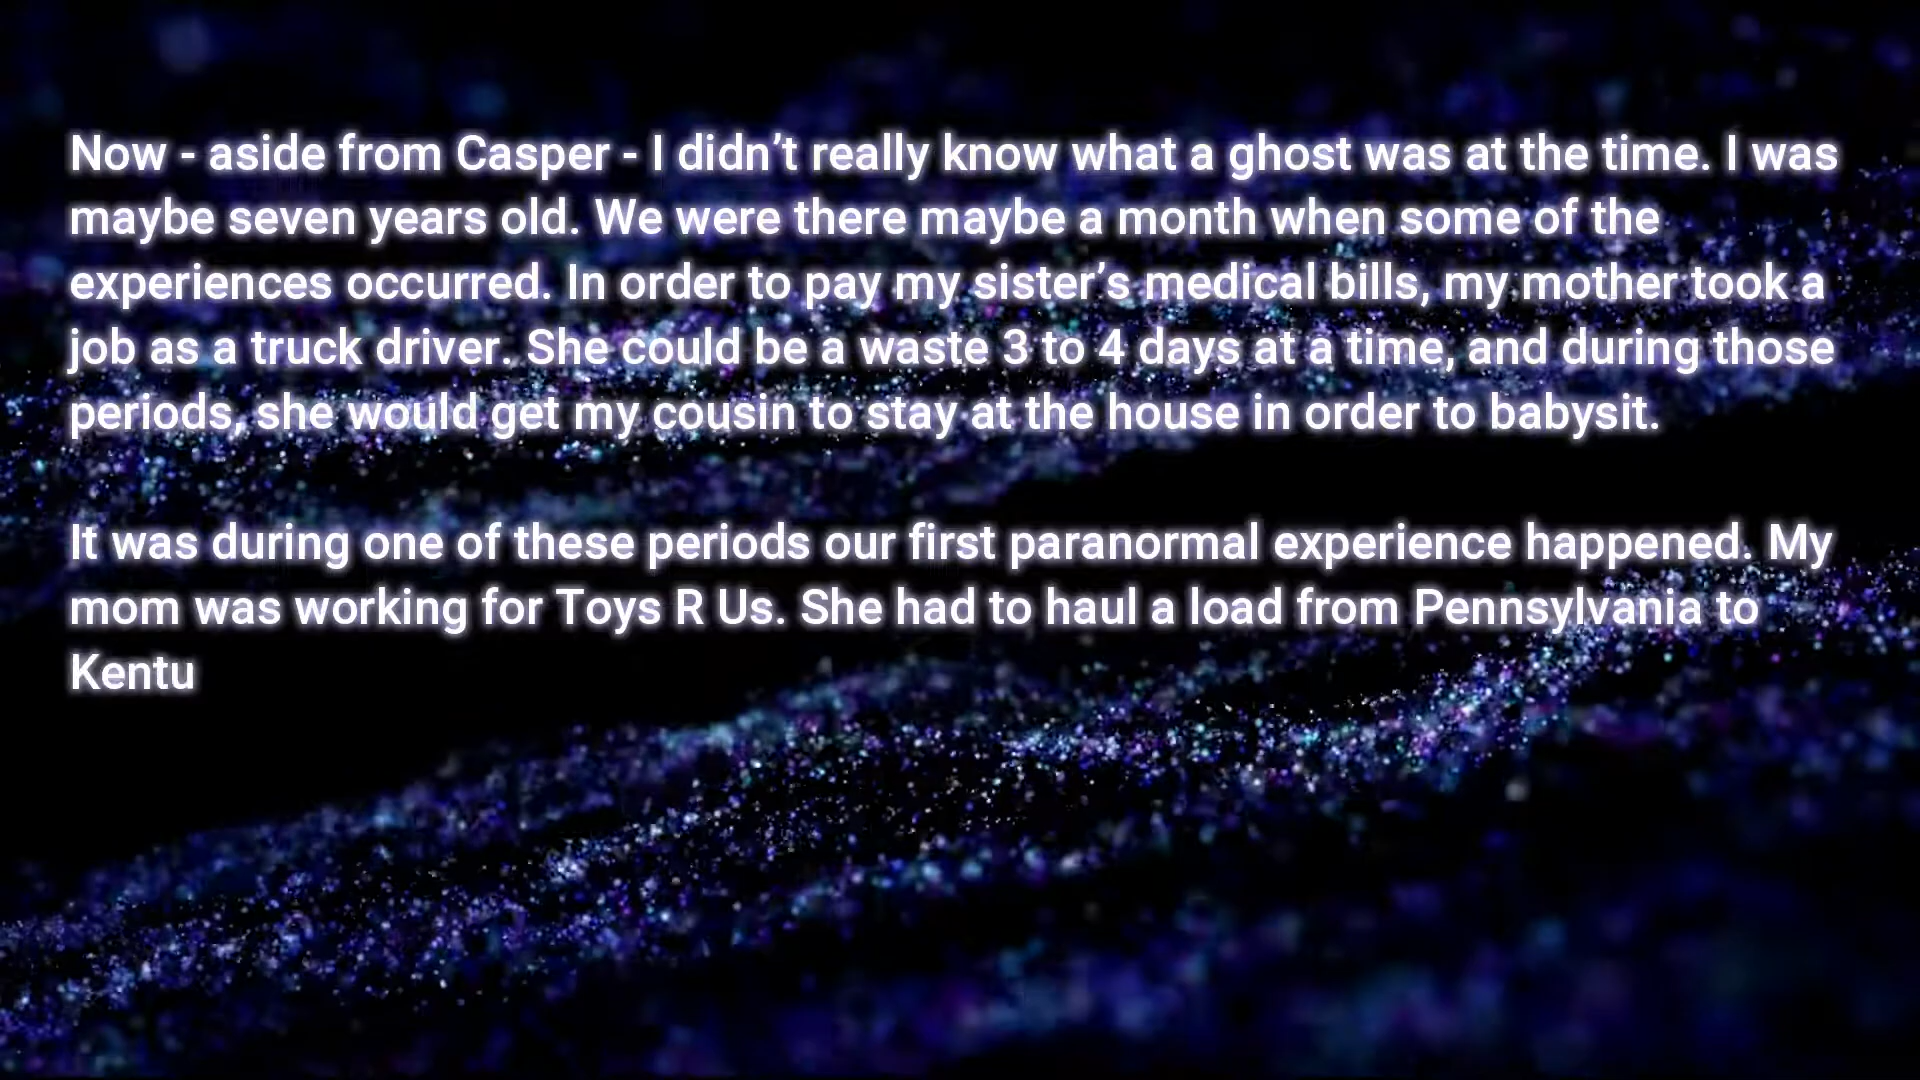 Now - aside from Casper - I didn’t really know what a ghost was at the time. I was
maybe seven years old. We were there maybe a month when some of the
experiences occurred. In order to pay my sister’s medical bills, my mother took a
job as a truck driver. She could be a waste 3 to 4 days at a time, and during those
periods, she would get my cousin to stay at the house in order to babysit.
It was during one of these periods our first paranormal experience happened. My
mom was working for Toys R Us. She had to haul a load from Pennsylvania to
Kentu